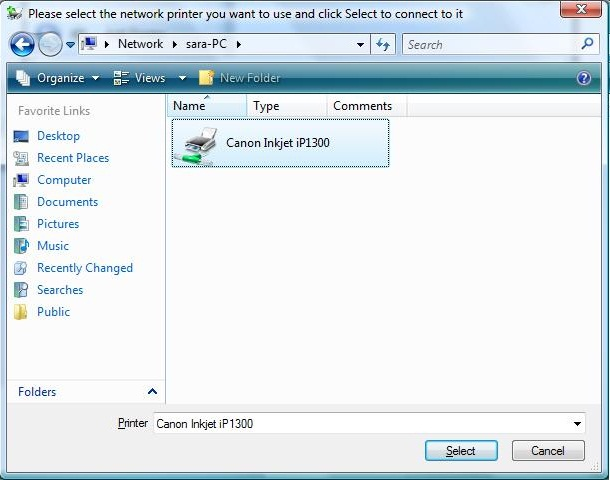 Please select the network printer you want to use and click Select to connect to it
Network sara-PC Search
Organize Views New Folder
Favorite Links
Name Type Comments
Canon Inkjet iP1300
Desktop
Recent Places
Computer
Documents
Pictures
Music
Recently Changed
Searches
Public
Folders
Printer Canon Inkjet iP1300
Select Cancel